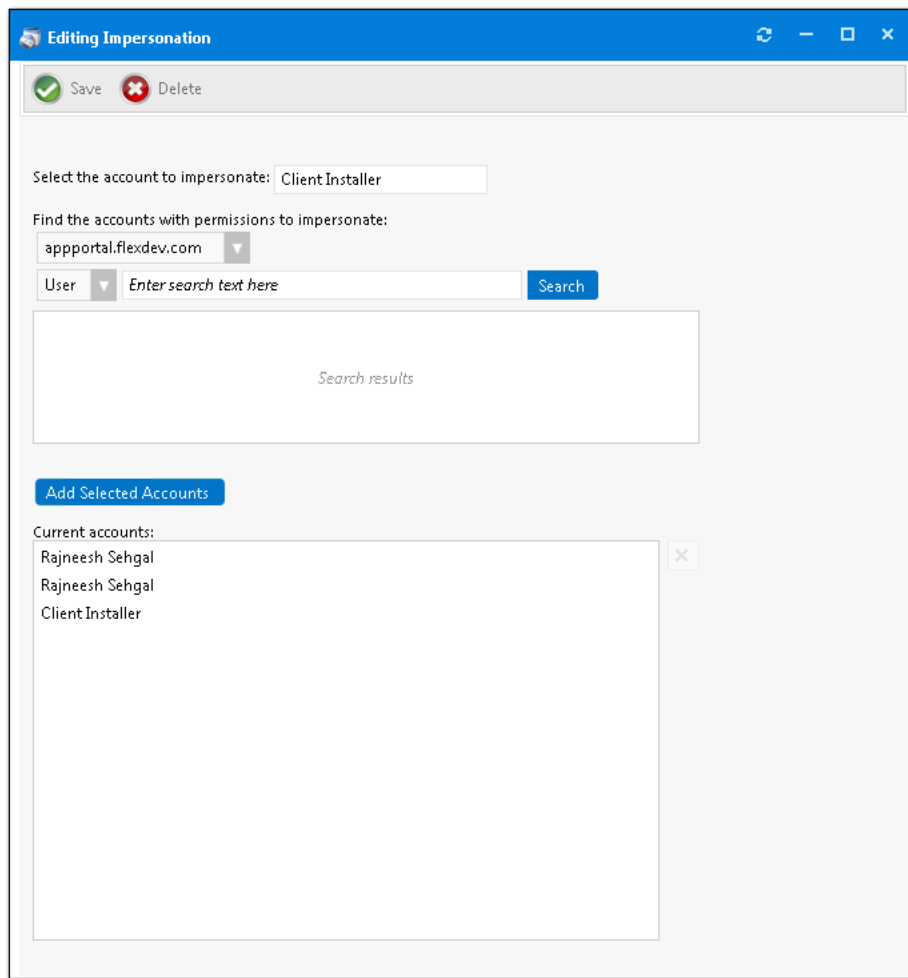 Editing Impersonation
Save Delete
Select the account to impersonate: Client Installer
Find the accounts with permissions to impersonate:
appportal.flexdev.com
User Enter search text here Search
Search results
Add Selected Accounts
Current accounts:
Rajneesh Sehgal
Rajneesh Sehgal
Client Installer